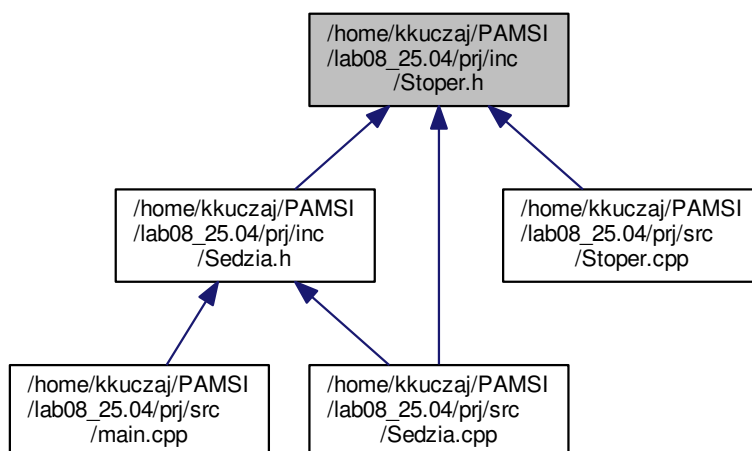 /home/kkuczaj/PAMSI
/lab08_25.04/prj/inc
/Stoper.h
/home/kkuczaj/PAMSI
/lab08_25.04/prj/inc
/Sedzia.h
/home/kkuczaj/PAMSI
/lab08_25.04/prj/src
/Stoper.cpp
/home/kkuczaj/PAMSI
/lab08_25.04/prj/src
/main.cpp
/home/kkuczaj/PAMSI
/lab08_25.04/prj/src
/Sedzia.cpp